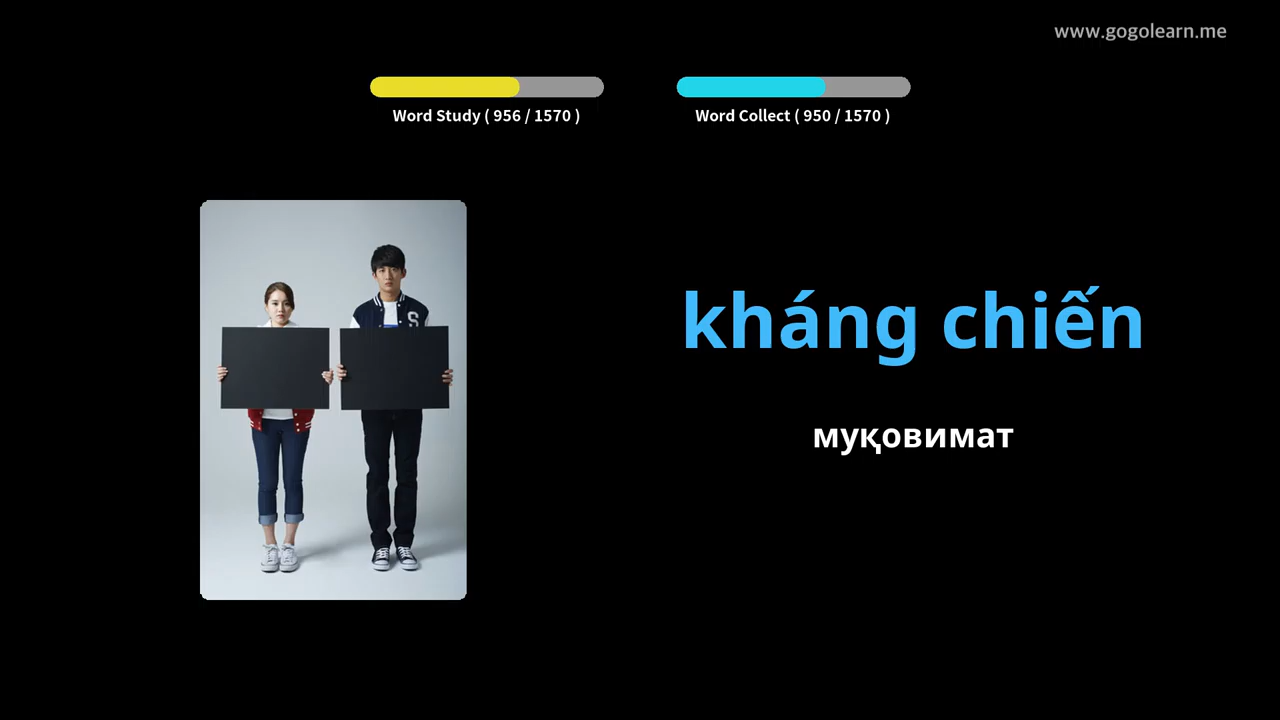 www.gogolearn.me
Word Study ( 956 / 1570 )
Word Collect ( 950 / 1570 )
S
kháng chiến
муқовимат